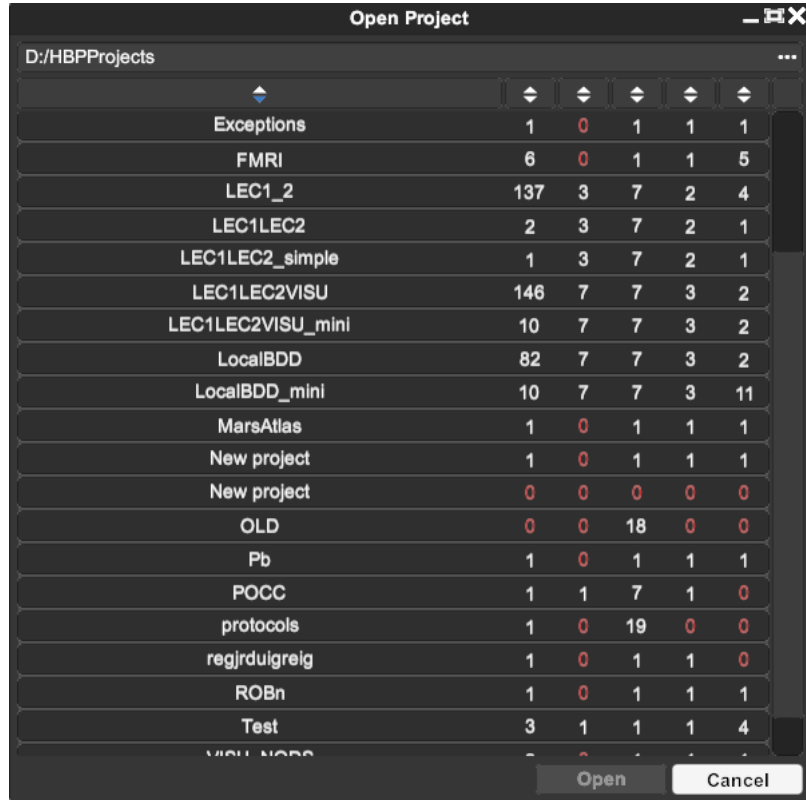 Open Project
D:/HBPProjects
Exceptions 1 0 1 1 1
FMRI 6 0 1 1 5
LEC1_2 137 3 7 2 4
LEC1LEC2 2 3 7 2 1
LEC1LEC2_simple 1 3 7 2 1
LEC1LEC2VISU 146 7 7 3 2
LEC1LEC2VISU_mini 10 7 7 3 2
LocalBDD 82 7 7 3 2
LocalBDD_mini 10 7 7 3 11
MarsAtlas 1 0 1 1 1
New project 1 0 1 1 1
New project 0 0 0 0 0
OLD 0 0 18 0 0
Pb 1 0 1 1 1
POCC 1 1 7 1 0
protocols 1 0 19 0 0
regjrduigreig 1 0 1 1 0
ROBn 1 0 1 1 1
Test 3 1 1 1 4
Open Cancel